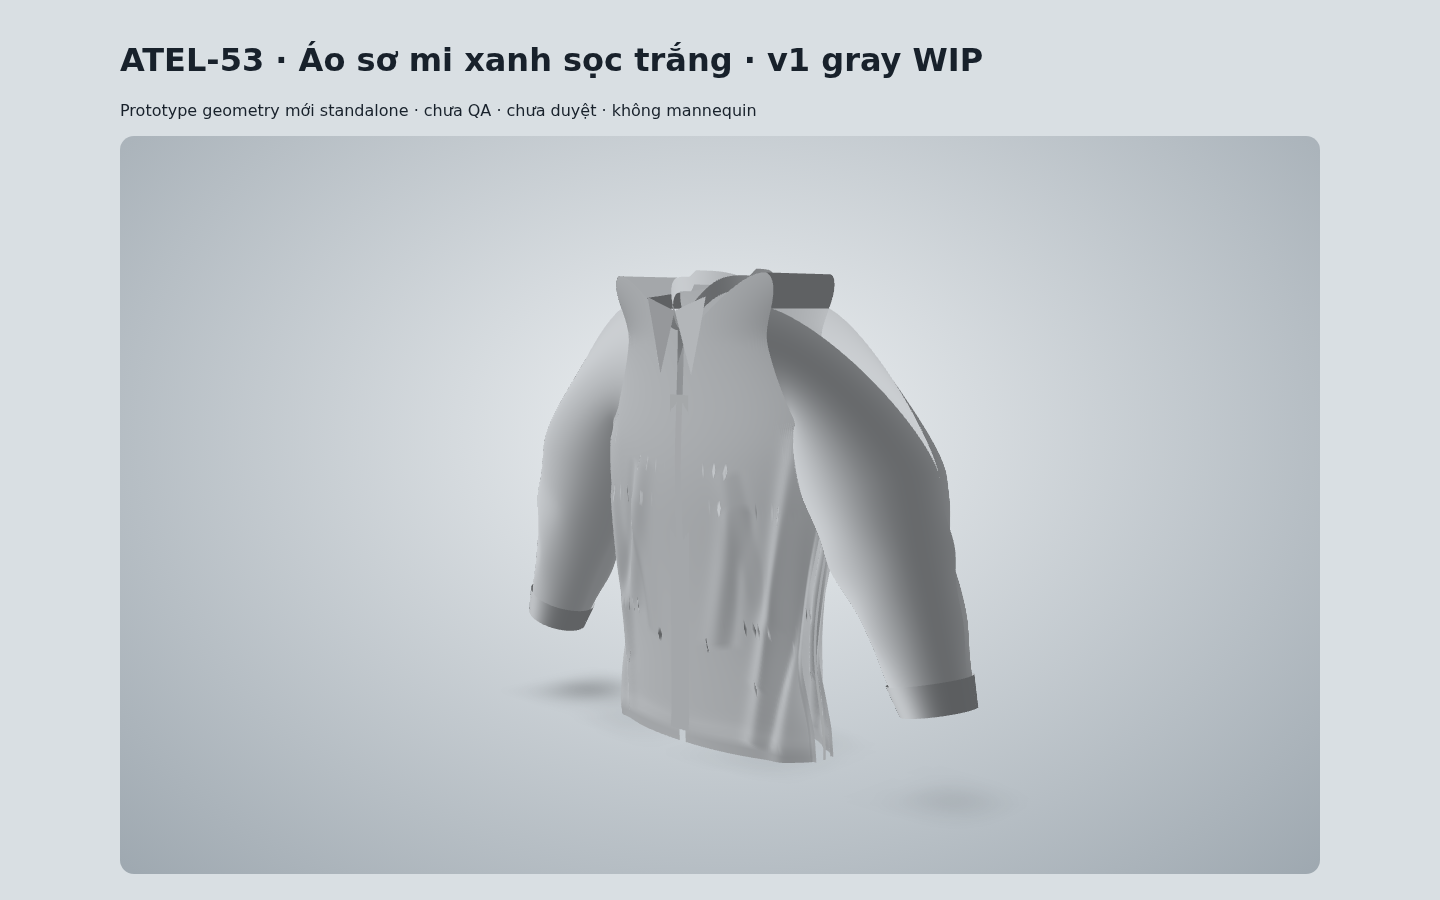 ATEL-53 · Áo sơ mi xanh sọc trắng · v1 gray WIP
Prototype geometry mới standalone · chưa QA · chưa duyệt · không mannequin